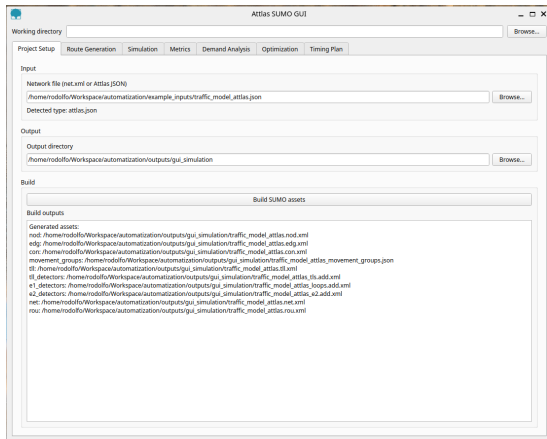 Attlas SUMO GUI
Working directory
Browse...
Project Setup Route Generation Simulation Metrics Demand Analysis Optimization Timing Plan
Input
Network file (net.xml or Attlas JSON)
/home/rodolfo/Workspace/automatization/example_inputs/traffic_model_attlas.json
Browse...
Detected type: attlas.json
Output
Output directory
/home/rodolfo/Workspace/automatization/outputs/gui_simulation
Browse...
Build
Build SUMO assets
Build outputs
Generated assets:
nod: /home/rodolfo/Workspace/automatization/outputs/gui_simulation/traffic_model_attlas.nod.xml
edg: /home/rodolfo/Workspace/automatization/outputs/gui_simulation/traffic_model_attlas.edg.xml
con: /home/rodolfo/Workspace/automatization/outputs/gui_simulation/traffic_model_attlas.con.xml
movement_groups: /home/rodolfo/Workspace/automatization/outputs/gui_simulation/traffic_model_attlas_movement_groups.json
tll: /home/rodolfo/Workspace/automatization/outputs/gui_simulation/traffic_model_attlas.tll.xml
tll_detectors: /home/rodolfo/Workspace/automatization/outputs/gui_simulation/traffic_model_attlas_tls.add.xml
e1_detectors: /home/rodolfo/Workspace/automatization/outputs/gui_simulation/traffic_model_attlas_loops.add.xml
e2_detectors: /home/rodolfo/Workspace/automatization/outputs/gui_simulation/traffic_model_attlas_e2.add.xml
net: /home/rodolfo/Workspace/automatization/outputs/gui_simulation/traffic_model_attlas.net.xml
rou: /home/rodolfo/Workspace/automatization/outputs/gui_simulation/traffic_model_attlas.rou.xml